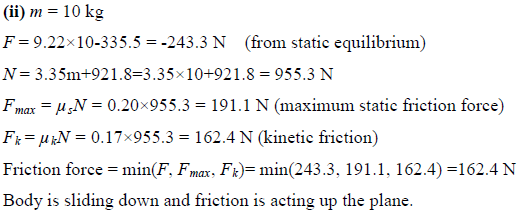 (ii) m = 10 kg
F = 9.22×10-335.5 = -243.3 N (from static equilibrium)
N = 3.35m+921.8=3.35×10+921.8 = 955.3 N
Fmax = μsN = 0.20×955.3 = 191.1 N (maximum static friction force)
Fk = μkN = 0.17×955.3 = 162.4 N (kinetic friction)
Friction force = min(F, Fmax, Fk)= min(243.3, 191.1, 162.4) =162.4 N
Body is sliding down and friction is acting up the plane.